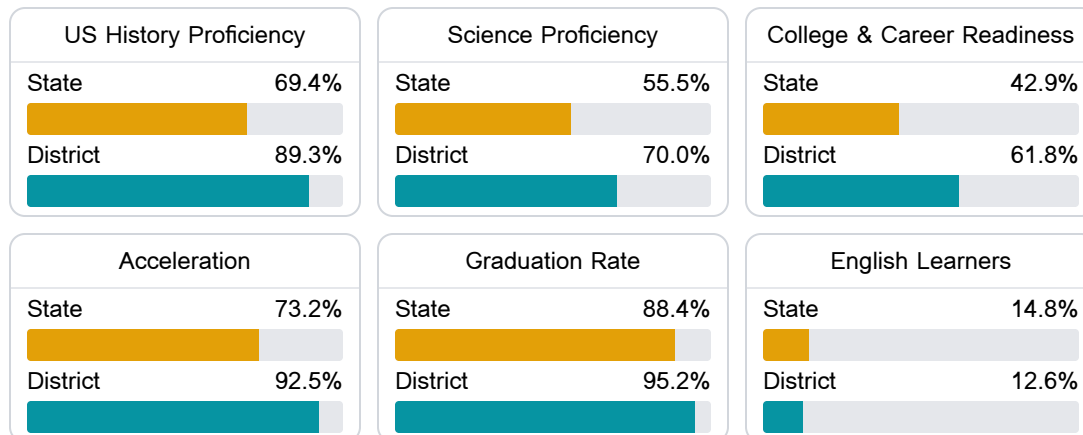 US History Proficiency
State 69.4%
District 89.3%
Science Proficiency
State 55.5%
District 70.0%
College & Career Readiness
State 42.9%
District 61.8%
Acceleration
State 73.2%
District 92.5%
Graduation Rate
State 88.4%
District 95.2%
English Learners
State 14.8%
District 12.6%